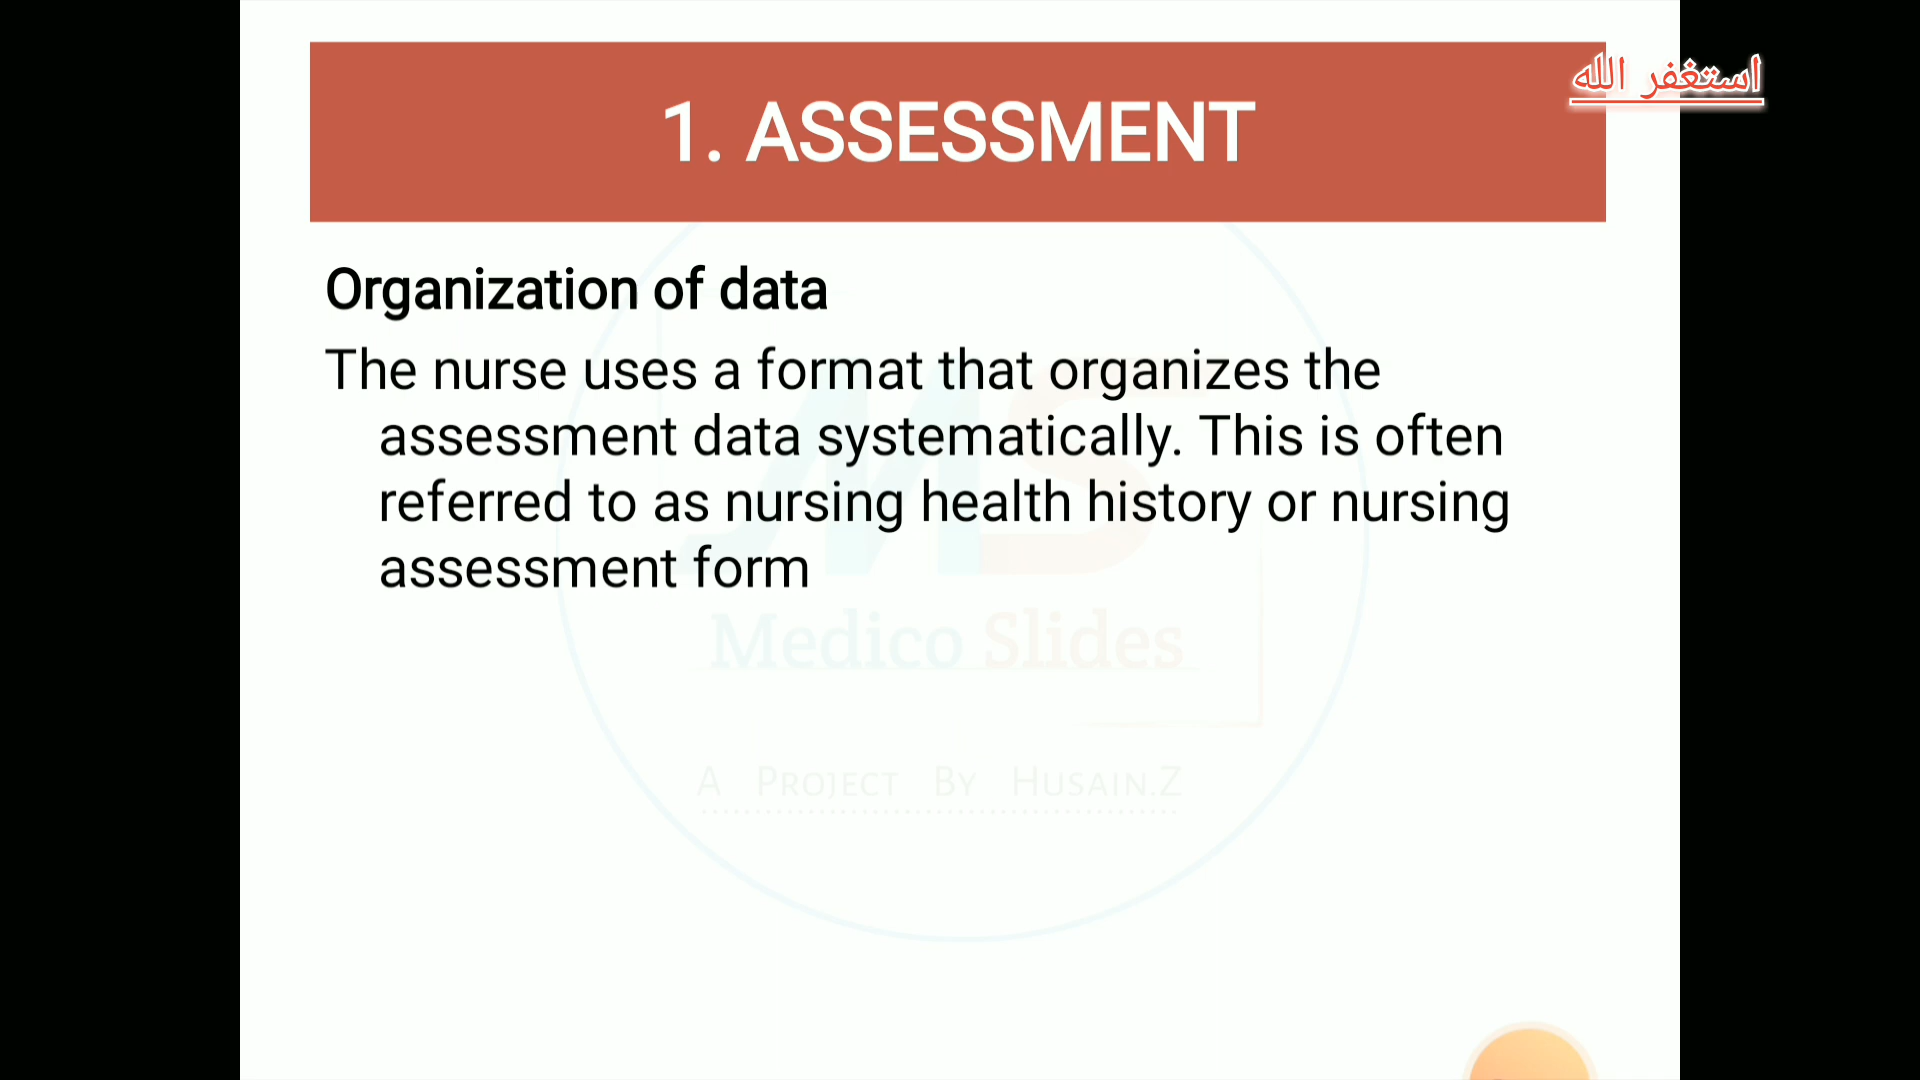 استغفر الله
1. ASSESSMENT
Organization of data
The nurse uses a format that organizes the
assessment data systematically. This is often
referred to as nursing health history or nursing
assessment form
MS
Medico Slides
A Project By Husain.Z